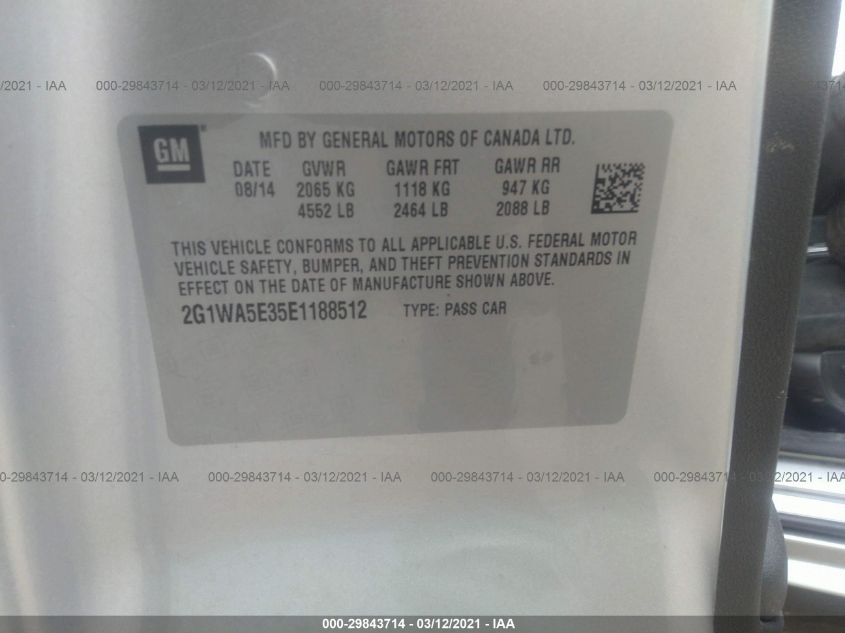 /2021 - IAA 000-29843714 - 03/12/2021 - IAA 000-29843714 - 03/12/2021 - IAA 000-29843714 - 03/12/2021 - IAA
GM®
MFD BY GENERAL MOTORS OF CANADA LTD.
DATE GVWR GAWR FRT GAWR RR
08/14 2065 KG 1118 KG 947 KG
4552 LB 2464 LB 2088 LB
THIS VEHICLE CONFORMS TO ALL APPLICABLE U.S. FEDERAL MOTOR
VEHICLE SAFETY, BUMPER, AND THEFT PREVENTION STANDARDS IN
EFFECT ON THE DATE OF MANUFACTURE SHOWN ABOVE.
2G1WA5E35E1188512 TYPE: PASS CAR
000-29843714 - 03/12/2021 - IAA 000-29843714 - 03/12/2021 - IAA 000-29843714 - 03/12/2021 - IAA 000-29843714 - 03/12/2021 - IAA
000-29843714 - 03/12/2021 - IAA